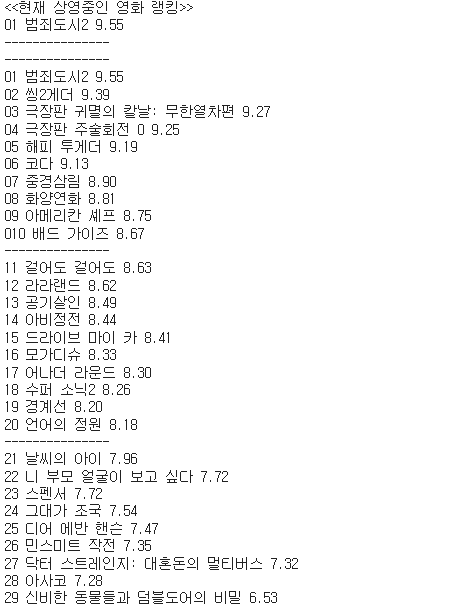 <<현재 상영중인 영화 랭킹>>
01 범죄도시2 9.55
---------------
---------------
01 범죄도시2 9.55
02 씽2게더 9.39
03 극장판 귀멸의 칼날: 무한열차편 9.27
04 극장판 주술회전 0 9.25
05 해피 투게더 9.19
06 코다 9.13
07 중경삼림 8.90
08 화양연화 8.81
09 아메리칸 셰프 8.75
010 배드 가이즈 8.67
---------------
11 걸어도 걸어도 8.63
12 라라랜드 8.62
13 공기살인 8.49
14 아비정전 8.44
15 드라이브 마이 카 8.41
16 모가디슈 8.33
17 어나더 라운드 8.30
18 수퍼 소닉2 8.26
19 경계선 8.20
20 언어의 정원 8.18
---------------
21 날씨의 아이 7.96
22 니 부모 얼굴이 보고 싶다 7.72
23 스펜서 7.72
24 그대가 조국 7.54
25 디어 에반 핸슨 7.47
26 민스미트 작전 7.35
27 닥터 스트레인지: 대혼돈의 멀티버스 7.32
28 아사코 7.28
29 신비한 동물들과 덤블도어의 비밀 6.53